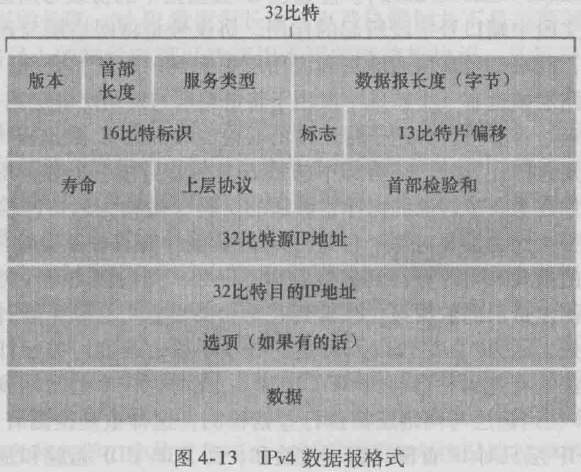 32比特
版本 首部长度 服务类型 数据报长度（字节）
16比特标识 标志 13比特片偏移
寿命 上层协议 首部检验和
32比特源IP地址
32比特目的IP地址
选项（如果有的话）
数据
图 4-13 IPv4 数据报格式